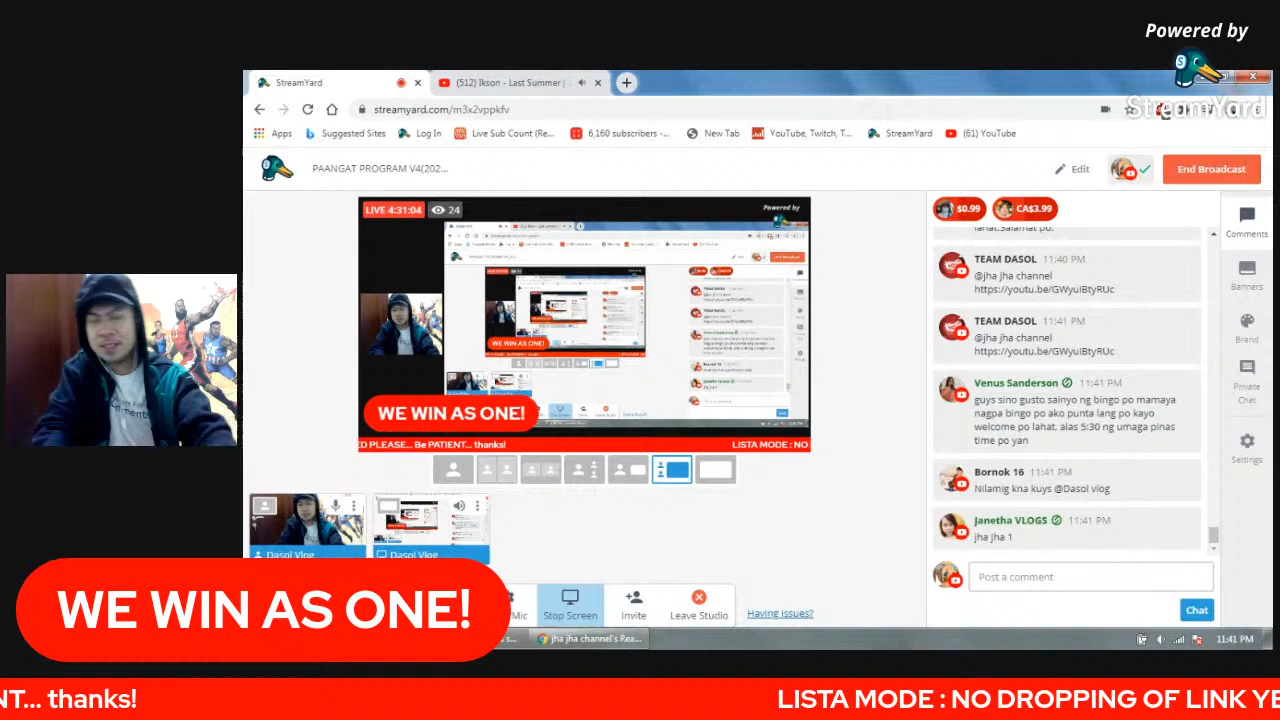 Powered by
StreamYard
StreamYard
(512) Ikson - Last Summer |
streamyard.com/m3x2vppkfv
Apps
Suggested Sites
Log In
Live Sub Count (Re...
6,160 subscribers -...
New Tab
YouTube, Twitch, T...
StreamYard
(61) YouTube
PAANGAT PROGRAM V4(202...
Edit
End Broadcast
LIVE 4:31:04
24
Powered by
WE WIN AS ONE!
WE WIN AS ONE!
ED PLEASE... Be PATIENT... thanks!
LISTA MODE : NO
$0.99
CA$3.99
TEAM DASOL 11:40 PM
@jha jha channel
https://youtu.be/GWyuiBtyRUc
TEAM DASOL 11:41 PM
@jha jha channel
https://youtu.be/GWyuiBtyRUc
Venus Sanderson 11:41 PM
guys sino gusto sainyo ng bingo po mamaya
nagpa bingo po ako punta lang po kayo
welcome po lahat, alas 5:30 ng umaga pinas
time po yan
Bornok 16 11:41 PM
Nilamig kna kuys @Dasol vlog
Janetha VLOGS 11:41 PM
jha jha 1
Post a comment
Chat
Comments
Banners
Brand
Private
Chat
Settings
Dasol Vlog
Dasol Vlog
Mic
Stop Screen
Invite
Leave Studio
Having issues?
jha jha channel's Rea...
11:41 PM
WE WIN AS ONE!
NT... thanks!
LISTA MODE : NO DROPPING OF LINK YE